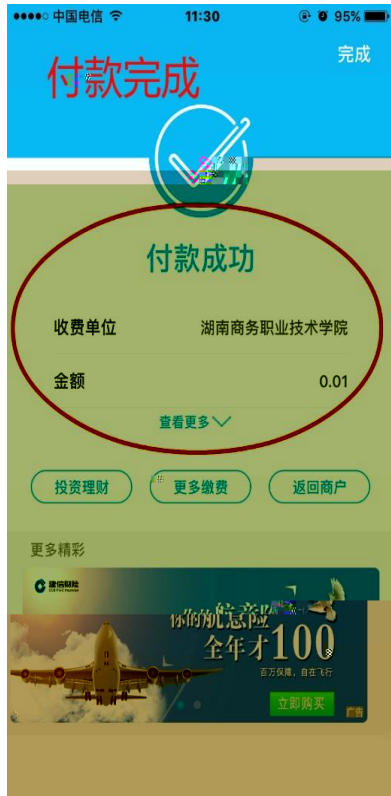 中国电信 11:30 95%
完成
付款完成
付款成功
收费单位 湖南商务职业技术学院
金额 0.01
查看更多
投资理财 更多缴费 返回商户
更多精彩
建信财险
你的航意险
全年才100
百万保障，自在飞行
立即购买
广告